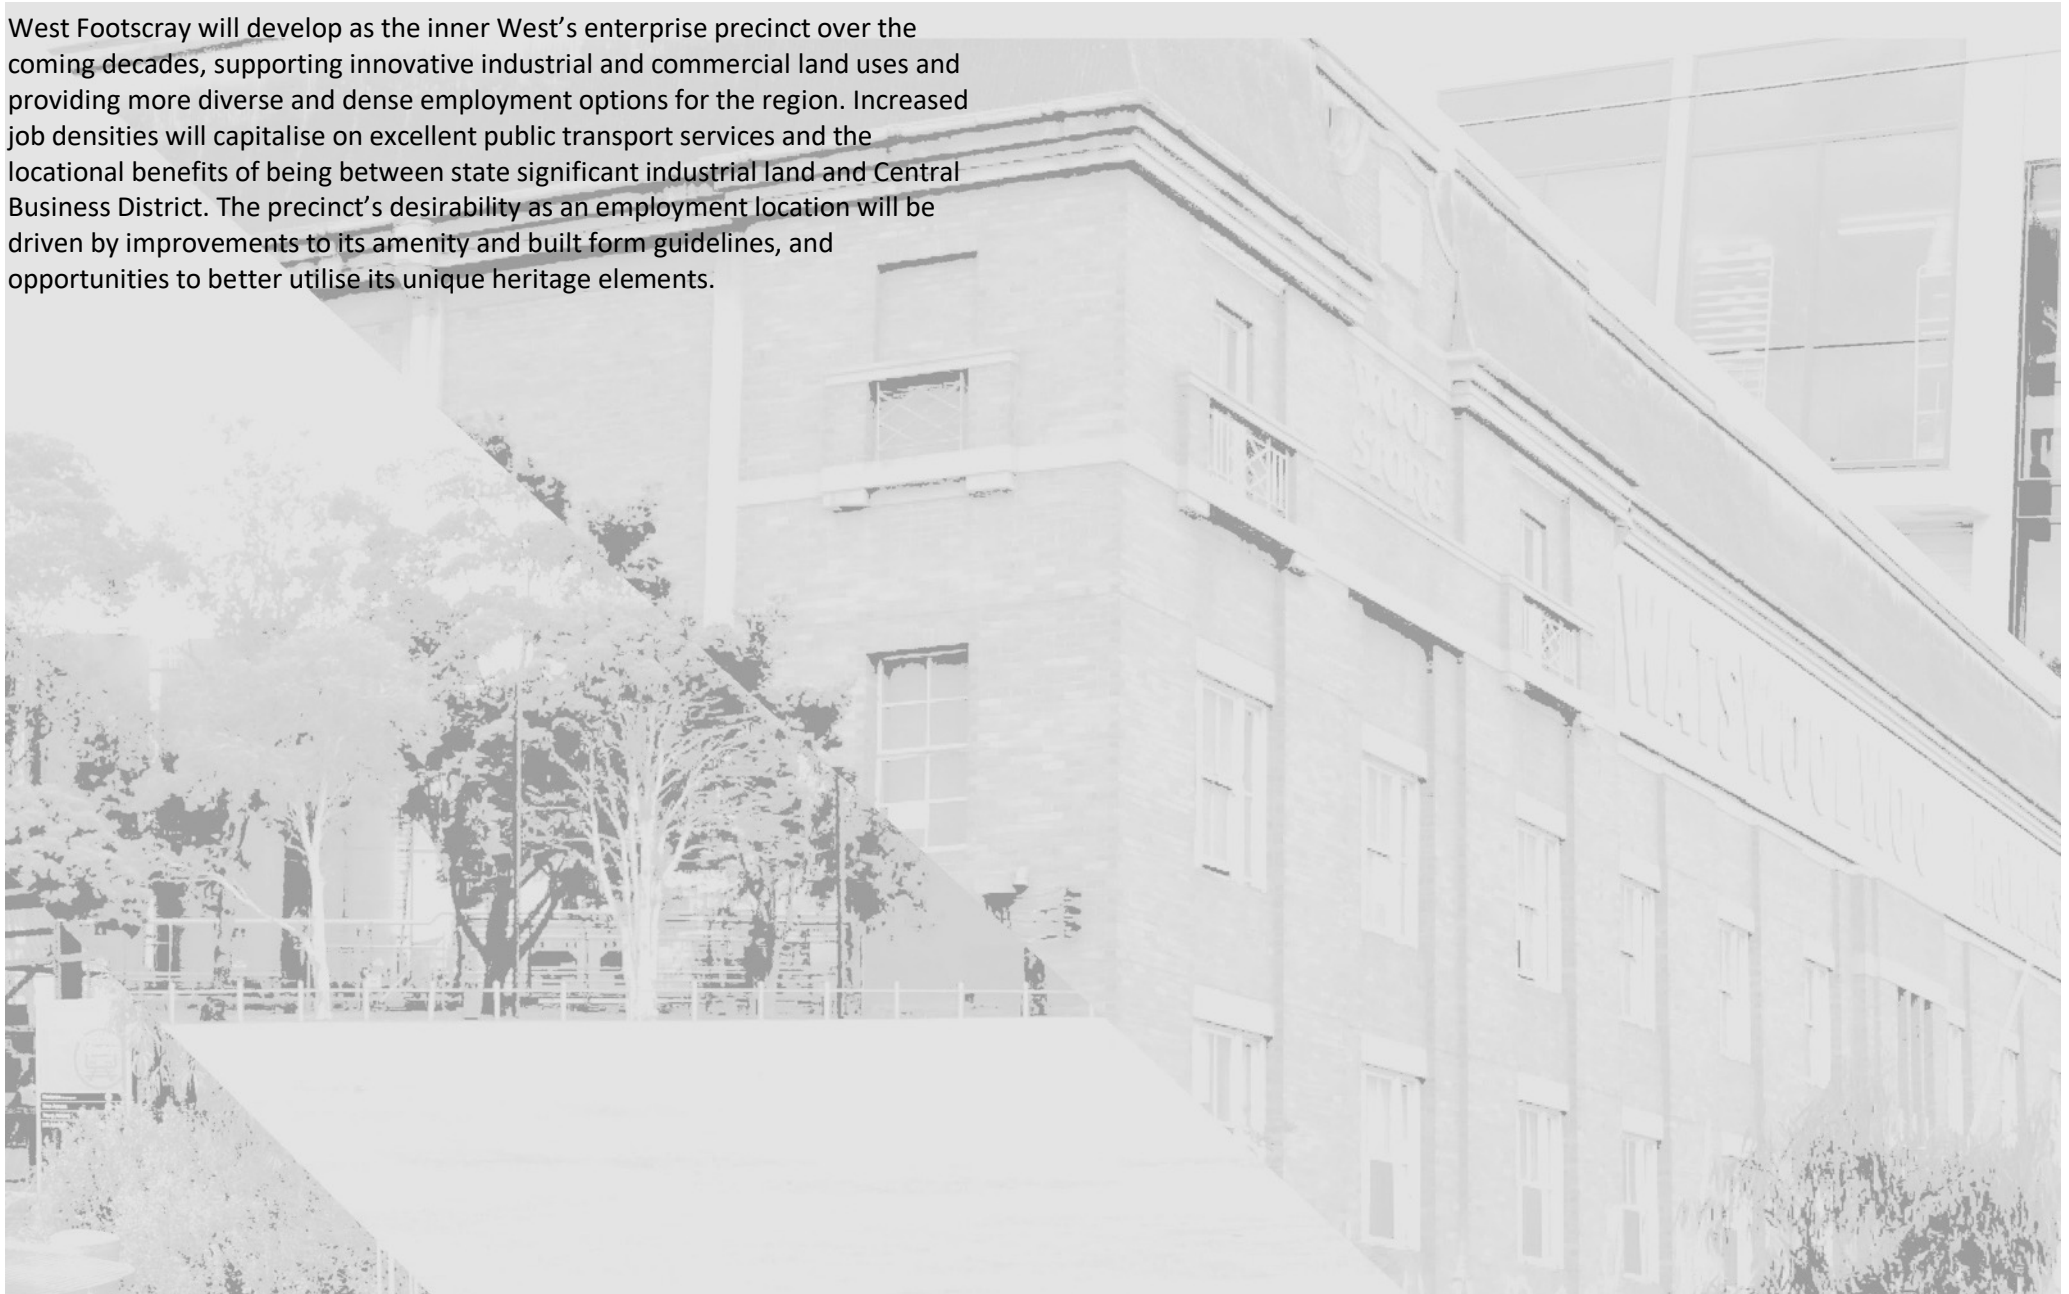 West Footscray will develop as the inner West’s enterprise precinct over the
coming decades, supporting innovative industrial and commercial land uses and
providing more diverse and dense employment options for the region. Increased
job densities will capitalise on excellent public transport services and the
locational benefits of being between state significant industrial land and Central
Business District. The precinct’s desirability as an employment location will be
driven by improvements to its amenity and built form guidelines, and
opportunities to better utilise its unique heritage elements.
WOOL
STORE